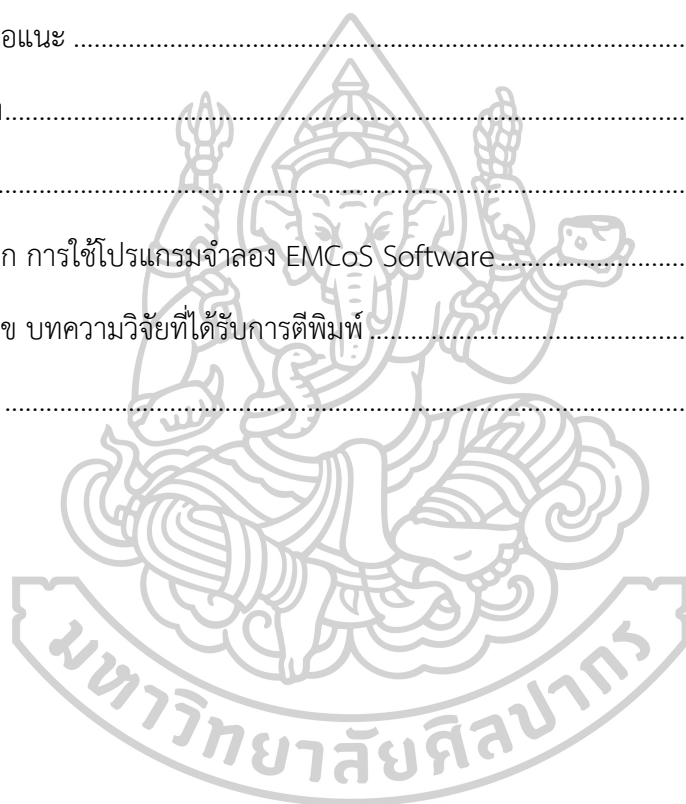 อแนะ ........................................................................................................
....................................................................................................................
....................................................................................................................
ก การใช้โปรแกรมจำลอง EMCoS Software ................................
ข บทความวิจัยที่ได้รับการตีพิมพ์ ......................................................
....................................................................................................................
มหาวิทยาลัยศิลปากร